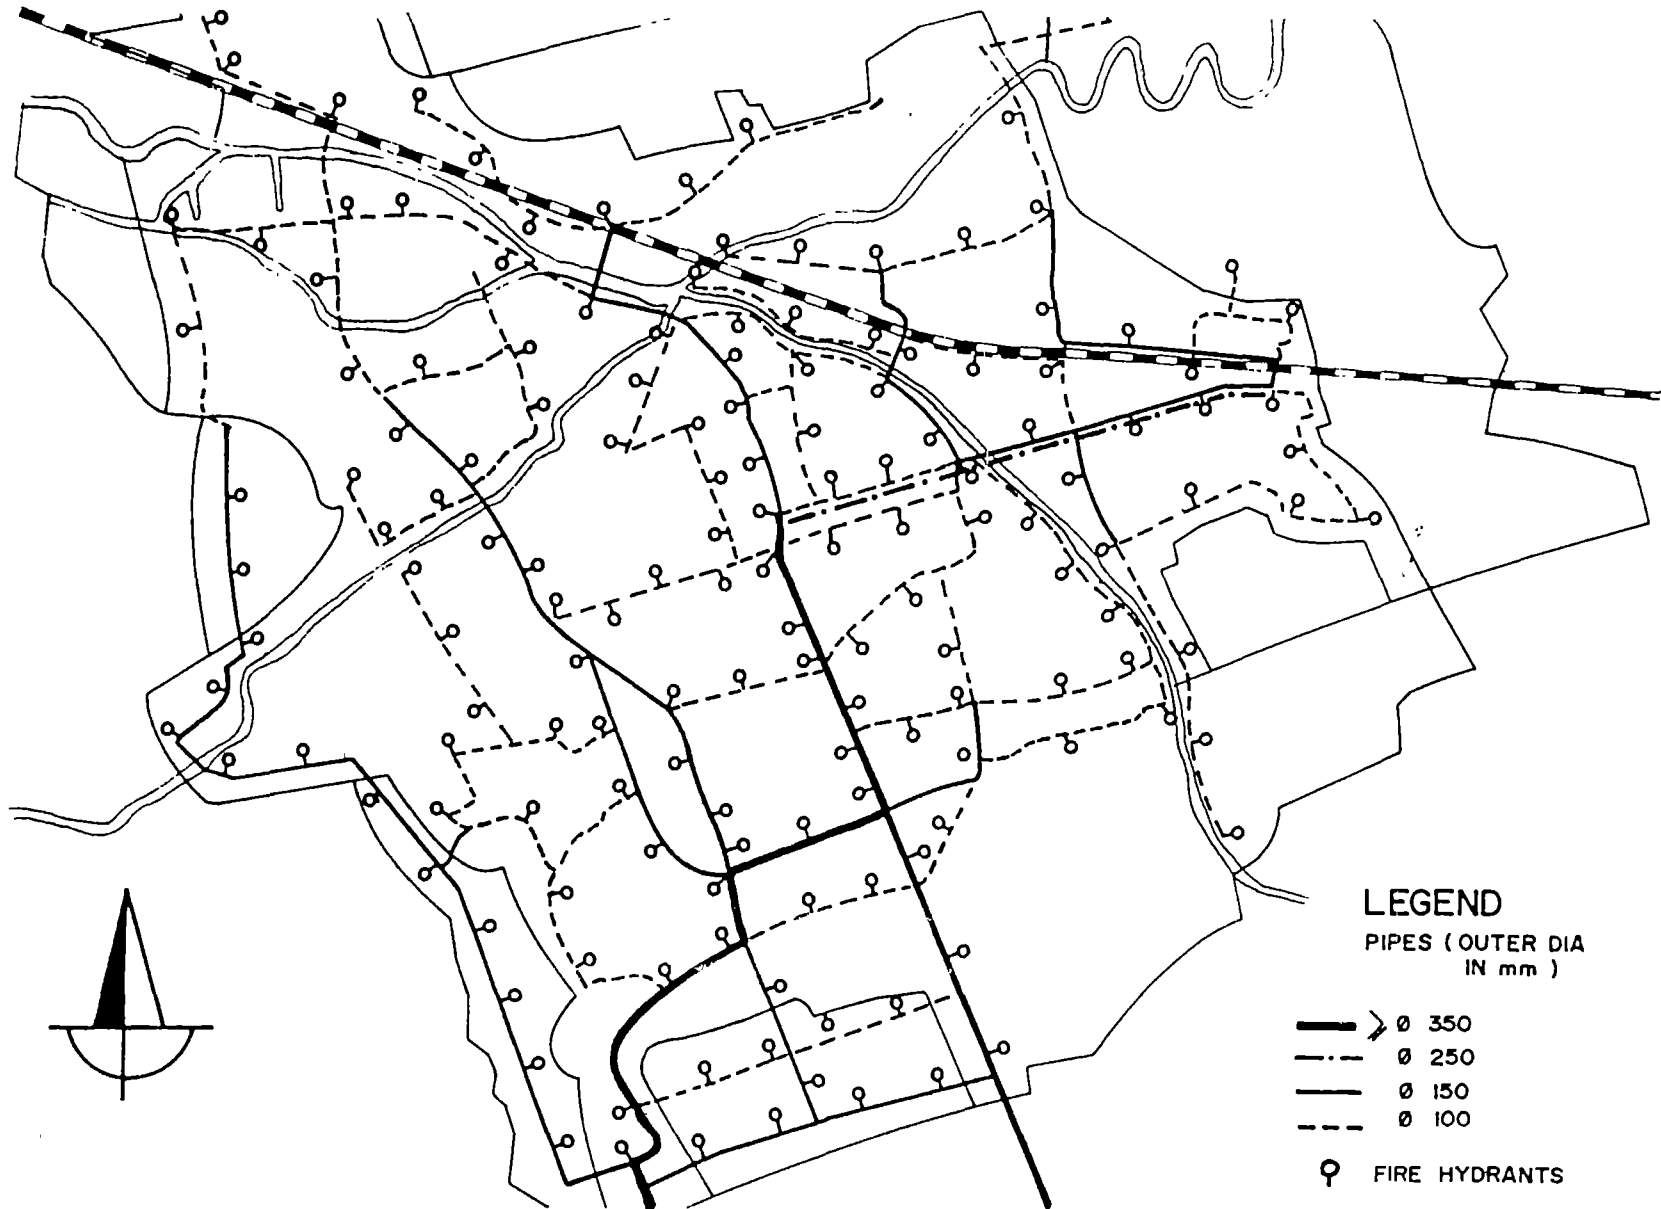 LEGEND
PIPES ( OUTER DIA
IN mm )
⩾ Ø 350
Ø 250
Ø 150
Ø 100
FIRE HYDRANTS